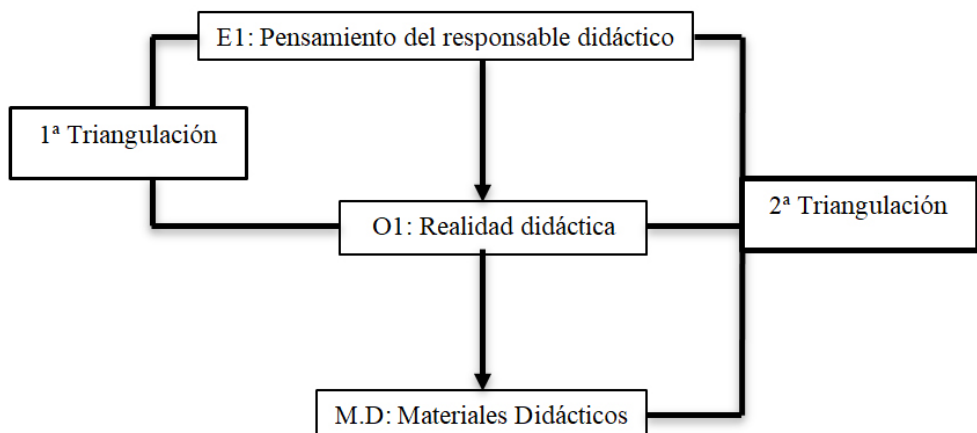 E1: Pensamiento del responsable didáctico
1ª Triangulación
2ª Triangulación
O1: Realidad didáctica
M.D: Materiales Didácticos